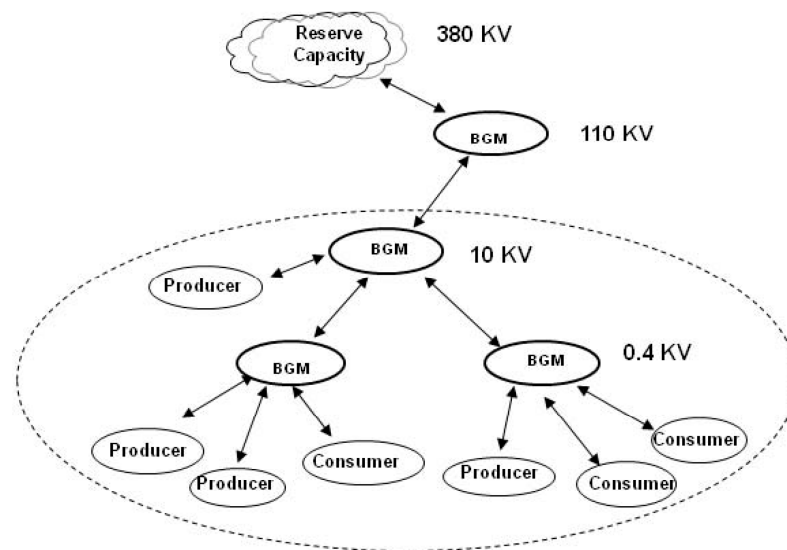 Reserve
Capacity
380 KV
BGM
110 KV
BGM
10 KV
Producer
BGM
BGM
0.4 KV
Producer
Producer
Consumer
Producer
Consumer
Consumer